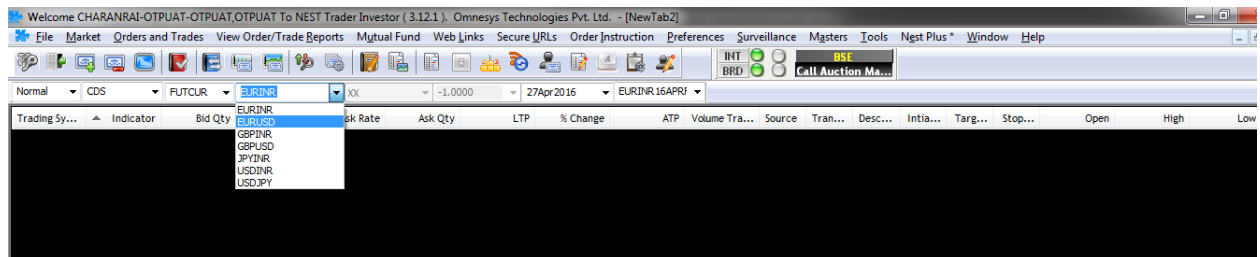 Welcome CHARANRAI-OTPUAT-OTPUAT,OTPUAT To NEST Trader Investor ( 3.12.1 ). Omnesys Technologies Pvt. Ltd. - [NewTab2]
File Market Orders and Trades View Order/Trade Reports Mutual Fund Web Links Secure URLs Order Instruction Preferences Surveillance Masters Tools Nest Plus* Window Help
INT BSE
BRD Call Auction Ma...
Normal CDS FUTCUR EURINR XX -1.0000 27Apr2016 EURINR16APRF
Trading Sy... Indicator Bid Qty sk Rate Ask Qty LTP % Change ATP Volume Tra... Source Tran... Desc... Intia... Targ... Stop... Open High Low
EURINR
EURUSD
GBPINR
GBPUSD
JPYINR
USDINR
USDJPY